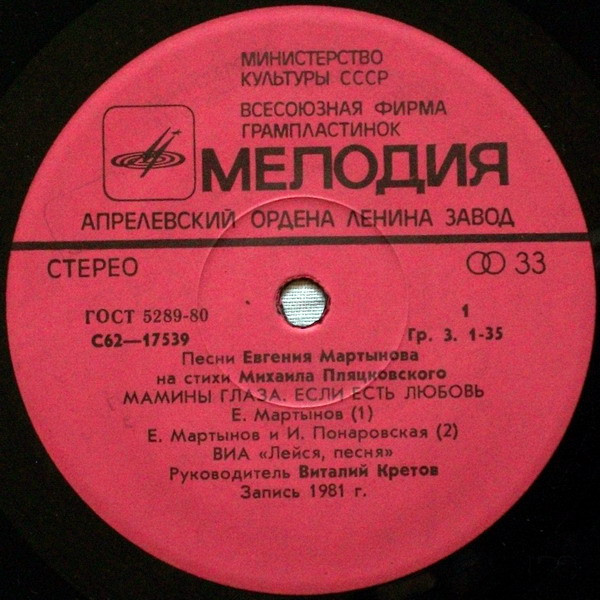 МИНИСТЕРСТВО
КУЛЬТУРЫ СССР
ВСЕСОЮЗНАЯ ФИРМА
ГРАМПЛАСТИНОК
МЕЛОДИЯ
АПРЕЛЕВСКИЙ ОРДЕНА ЛЕНИНА ЗАВОД
СТЕРЕО 33
ГОСТ 5289-80 1
С62—17539 Гр. 3. 1-35
Песни Евгения Мартынова
на стихи Михаила Пляцковского
МАМИНЫ ГЛАЗА. ЕСЛИ ЕСТЬ ЛЮБОВЬ
Е. Мартынов (1)
Е. Мартынов и И. Понаровская (2)
ВИА «Лейся, песня»
Руководитель Виталий Кретов
Запись 1981 г.